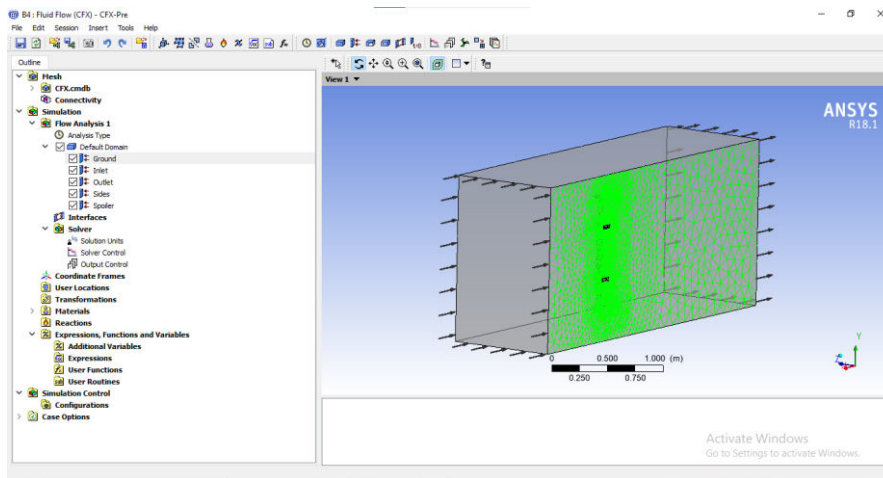 B4 : Fluid Flow (CFX) - CFX-Pre
File Edit Session Insert Tools Help
Outline
Mesh
CFX.cmdb
Connectivity
Simulation
Flow Analysis 1
Analysis Type
Default Domain
Ground
Inlet
Outlet
Sides
Spoiler
Interfaces
Solver
Solution Units
Solver Control
Output Control
Coordinate Frames
User Locations
Transformations
Materials
Reactions
Expressions, Functions and Variables
Additional Variables
Expressions
User Functions
User Routines
Simulation Control
Configurations
Case Options
View 1
ANSYS
R18.1
Y
0 0.500 1.000 (m)
0.250 0.750
Activate Windows
Go to Settings to activate Windows.